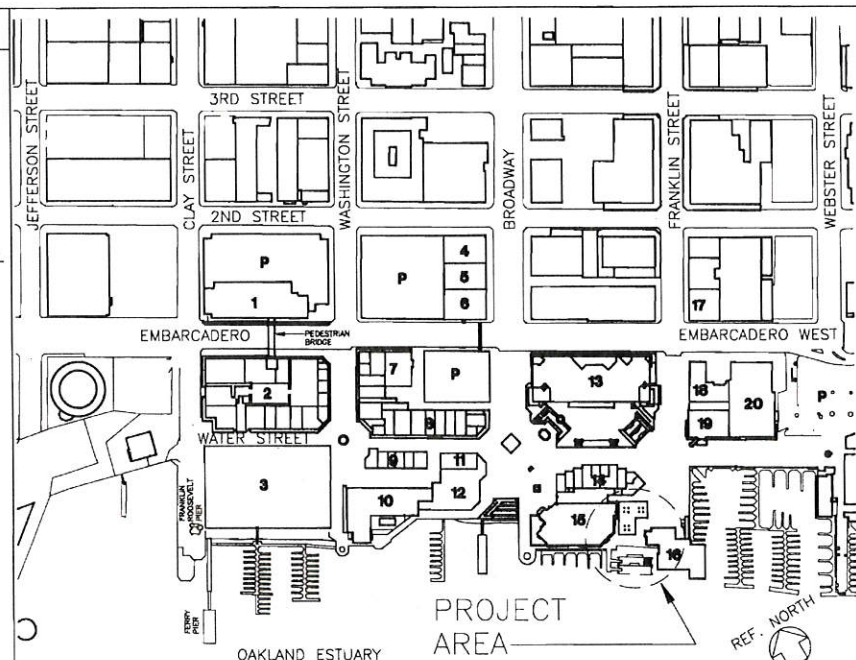 3RD STREET
JEFFERSON STREET
CLAY STREET
WASHINGTON STREET
BROADWAY
FRANKLIN STREET
WEBSTER STREET
2ND STREET
P
1
P
4
5
6
17
EMBARCADERO
PEDESTRIAN
BRIDGE
EMBARCADERO WEST
2
7
P
8
13
18
19
20
P
WATER STREET
3
9
11
10
12
14
15
16
FRANKLIN
ROOSEVELT
PIER
FERRY
PIER
PROJECT
AREA
OAKLAND ESTUARY
REF. NORTH